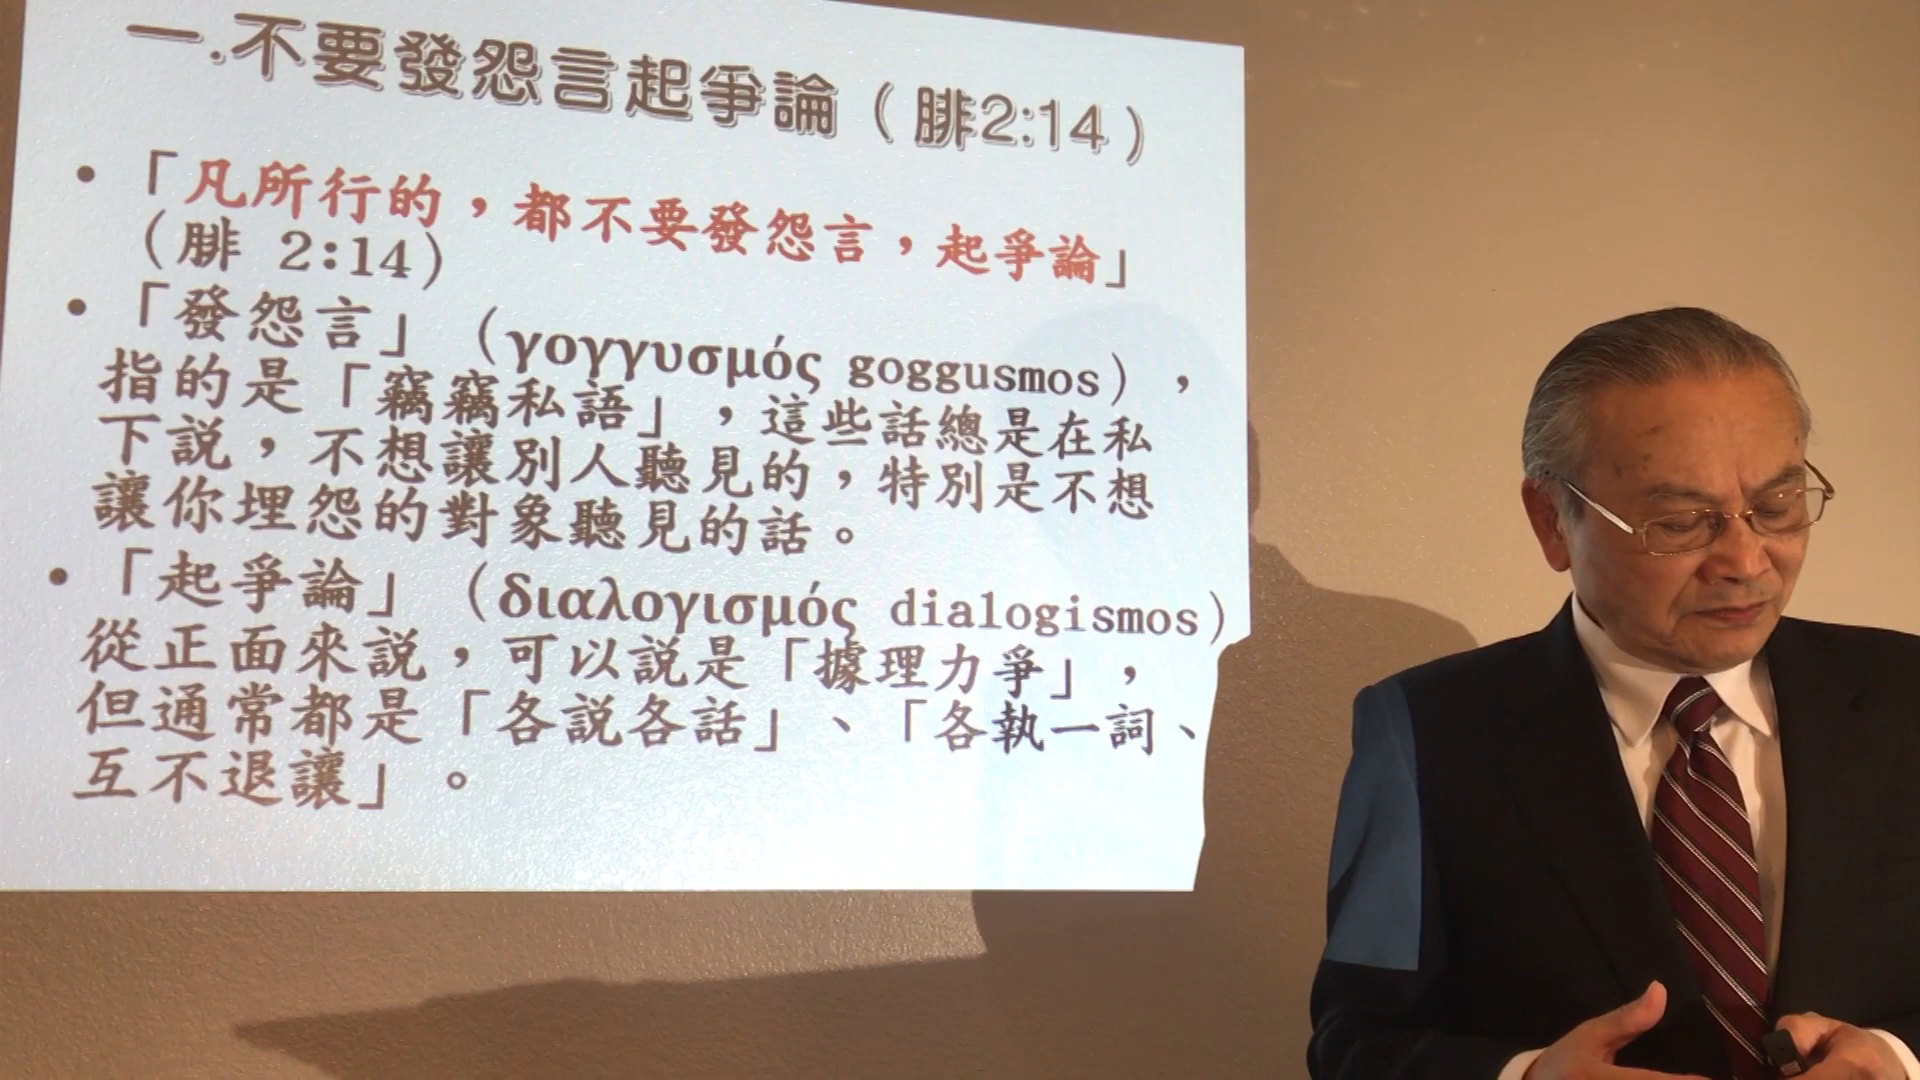 一.不要發怨言起爭論（腓2:14）
•「凡所行的，都不要發怨言，起爭論」
（腓 2:14）
•「發怨言」（γογγυσμός goggusmos），
指的是「竊竊私語」，這些話總是在私
下説，不想讓別人聽見的，特別是不想
讓你埋怨的對象聽見的話。
•「起爭論」（διαλογισμός dialogismos）
從正面來説，可以説是「據理力爭」，
但通常都是「各説各話」、「各執一詞、
互不退讓」。